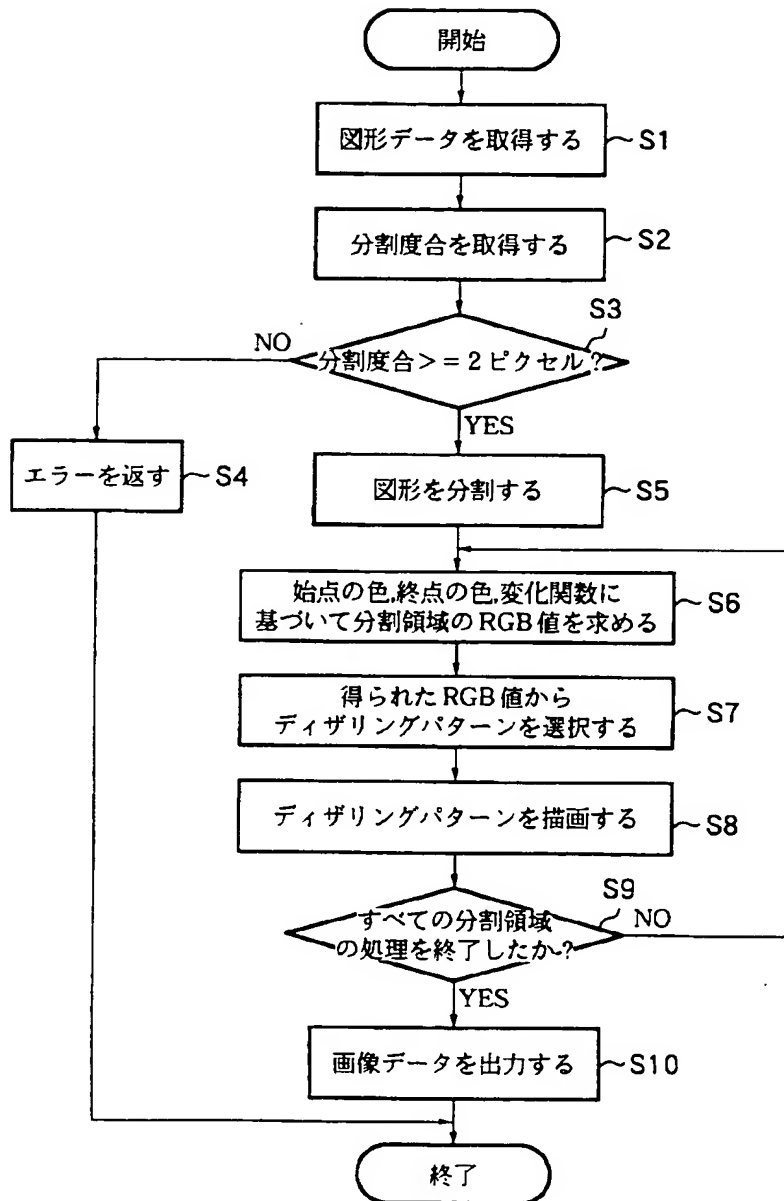 開始
図形データを取得する
S1
分割度合を取得する
S2
S3
分割度合>=2ピクセル?
NO
YES
エラーを返す
S4
図形を分割する
S5
始点の色,終点の色,変化関数に
基づいて分割領域のRGB値を求める
S6
得られたRGB値から
ディザリングパターンを選択する
S7
ディザリングパターンを描画する
S8
S9
すべての分割領域
の処理を終了したか?
NO
YES
画像データを出力する
S10
終了